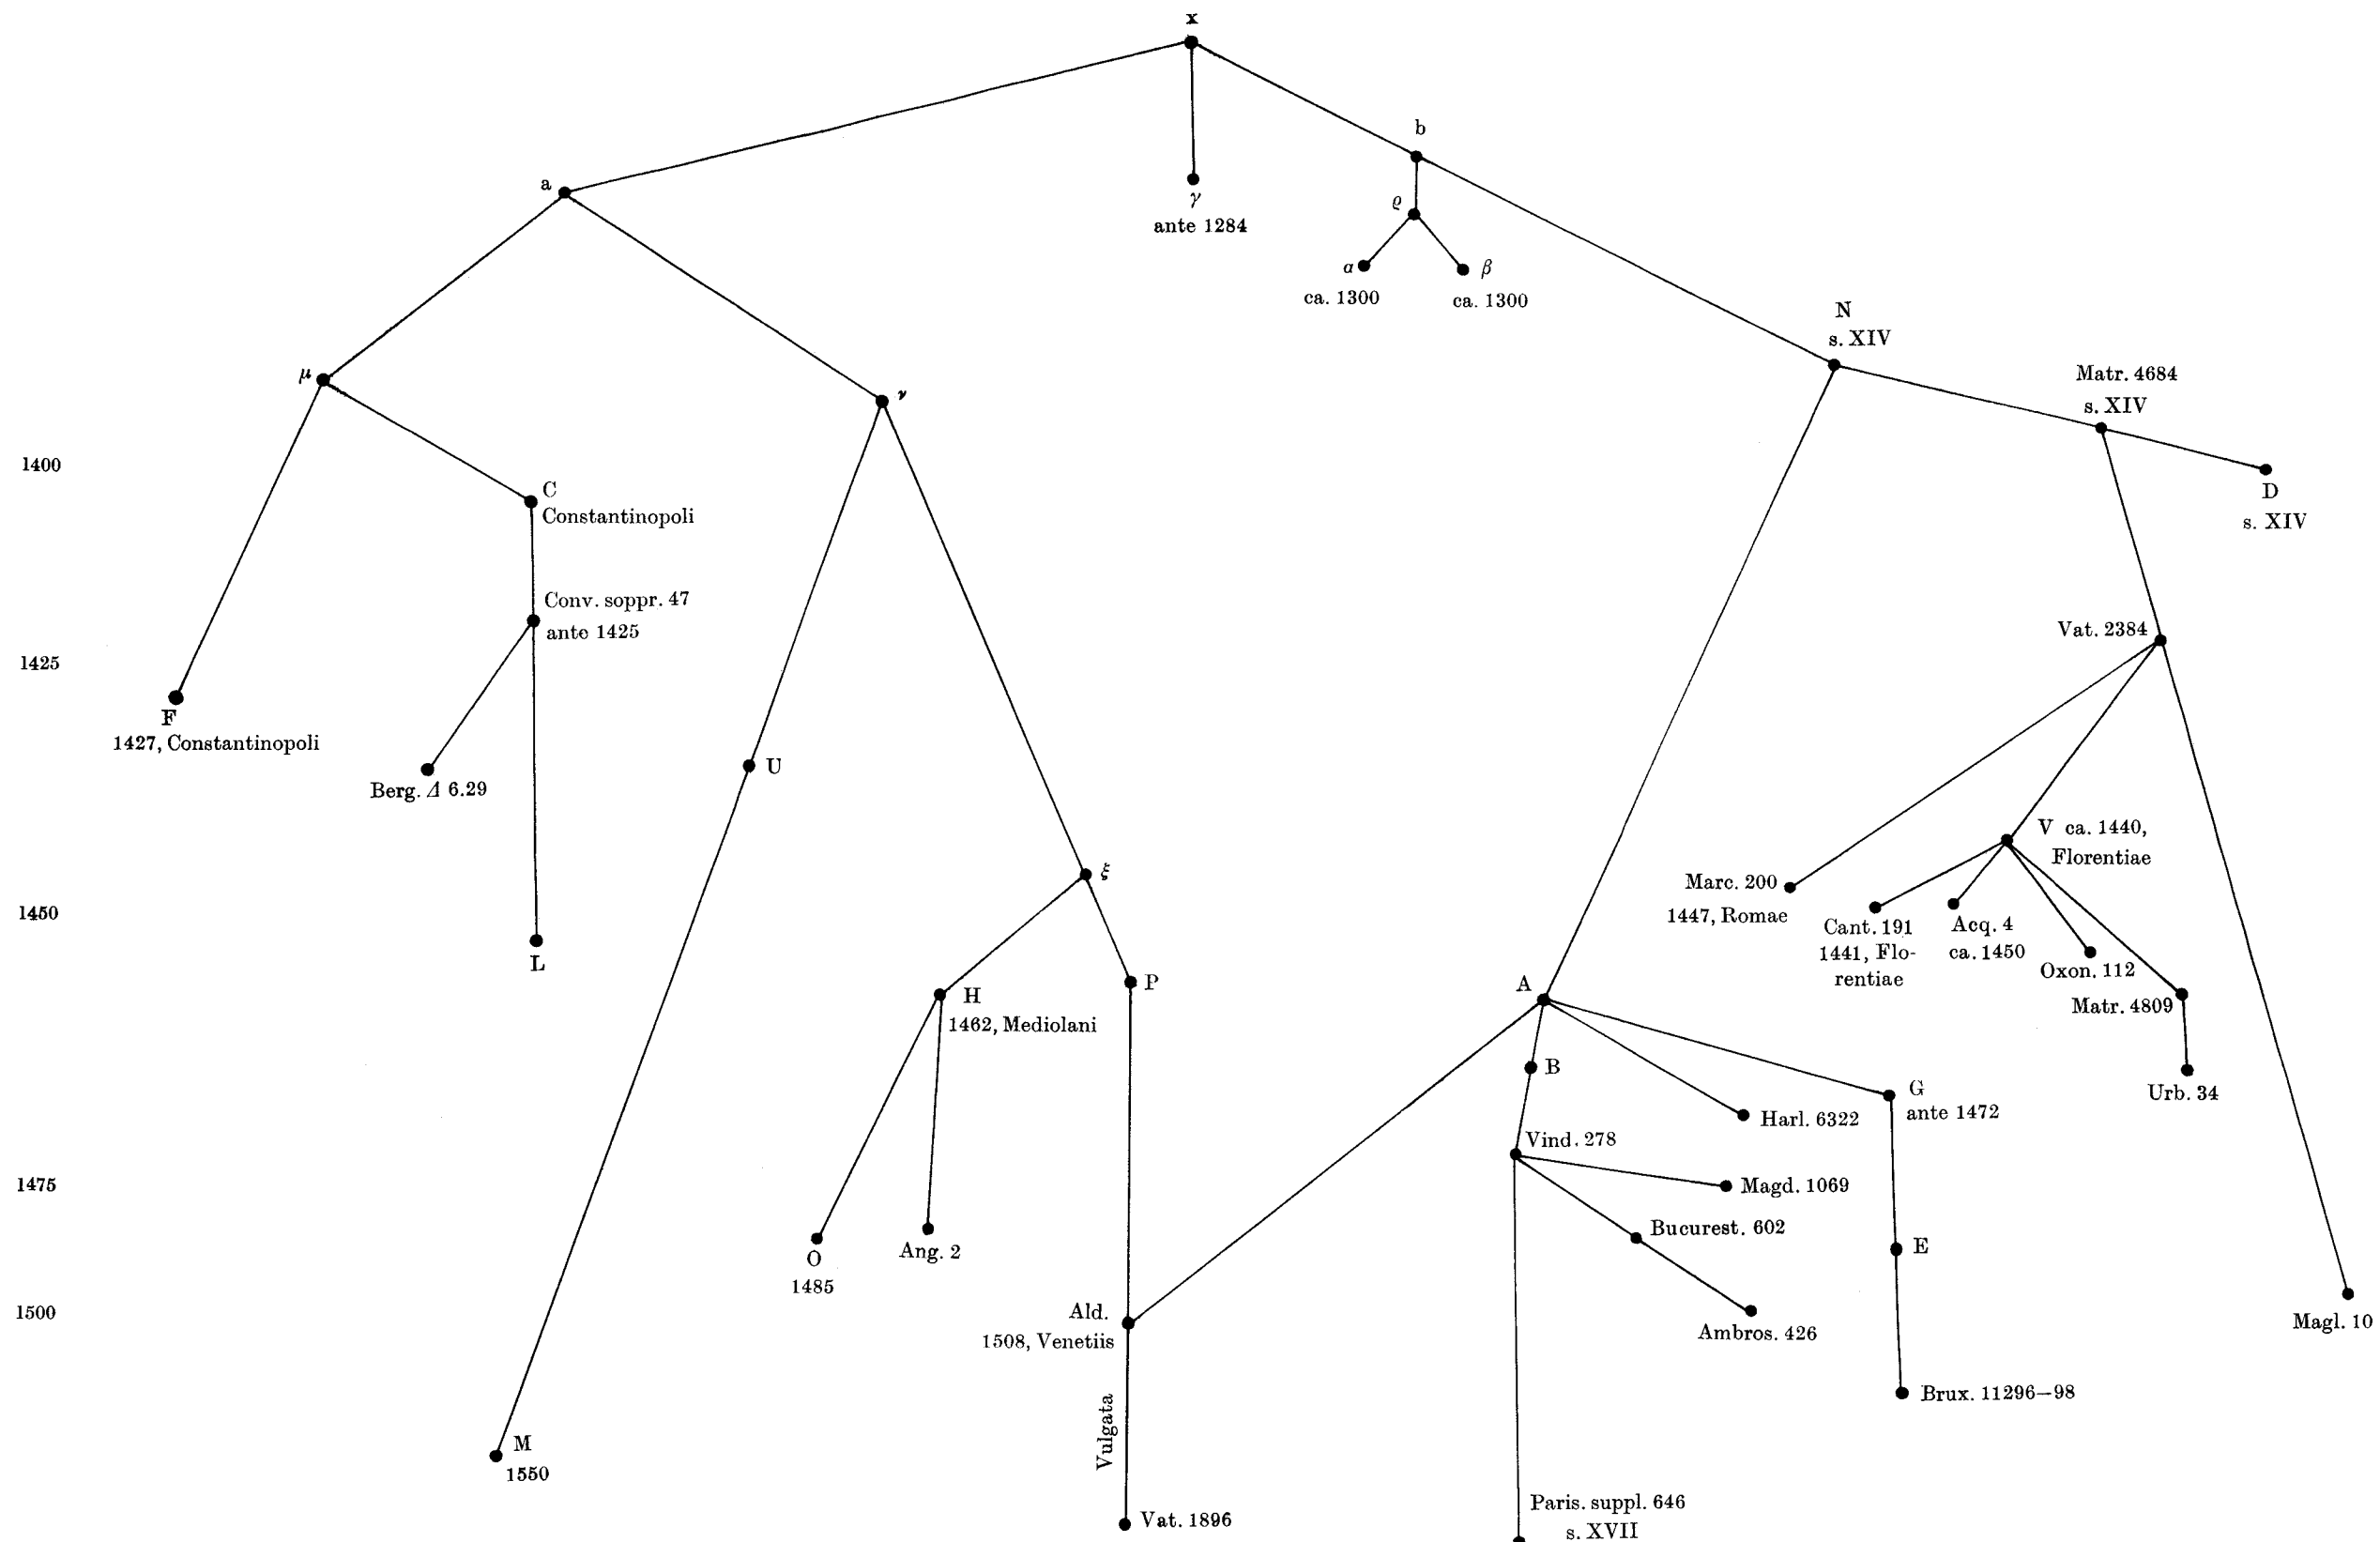 x
b
a
γ
ante 1284
ϱ
α
β
ca. 1300
ca. 1300
N
s. XIV
μ
ν
Matr. 4684
s. XIV
1400
C
Constantinopoli
D
s. XIV
Conv. soppr. 47
ante 1425
Vat. 2384
1425
F
1427, Constantinopoli
Berg. Δ 6.29
U
V ca. 1440,
Florentiae
ξ
Marc. 200
1447, Romae
1450
Cant. 191
1441, Flo-
rentiae
Acq. 4
ca. 1450
Oxon. 112
L
P
A
H
1462, Mediolani
Matr. 4809
B
G
ante 1472
Urb. 34
Harl. 6322
Vind. 278
1475
Magd. 1069
Bucurest. 602
O
1485
Ang. 2
E
1500
Ald.
1508, Venetiis
Ambros. 426
Magl. 10
Brux. 11296–98
Vulgata
M
1550
Vat. 1896
Paris. suppl. 646
s. XVII